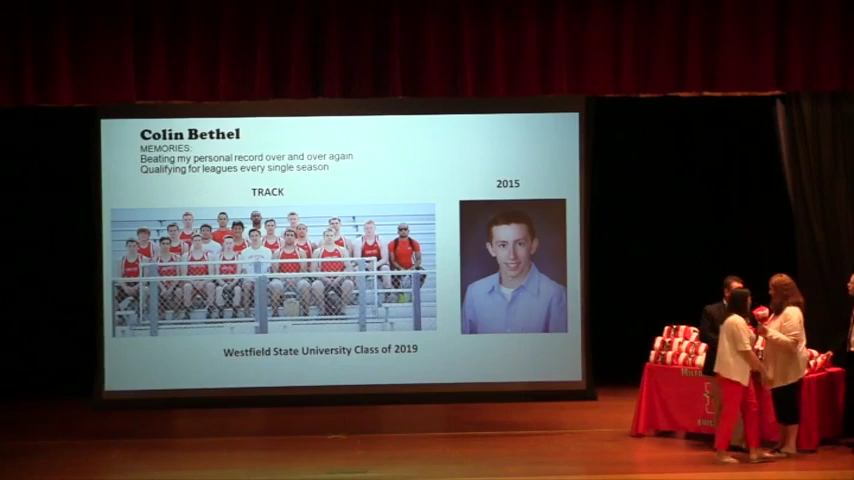 Colin Bethel
MEMORIES:
Beating my personal record over and over again
Qualifying for leagues every single season
TRACK
2015
Westfield State University Class of 2019